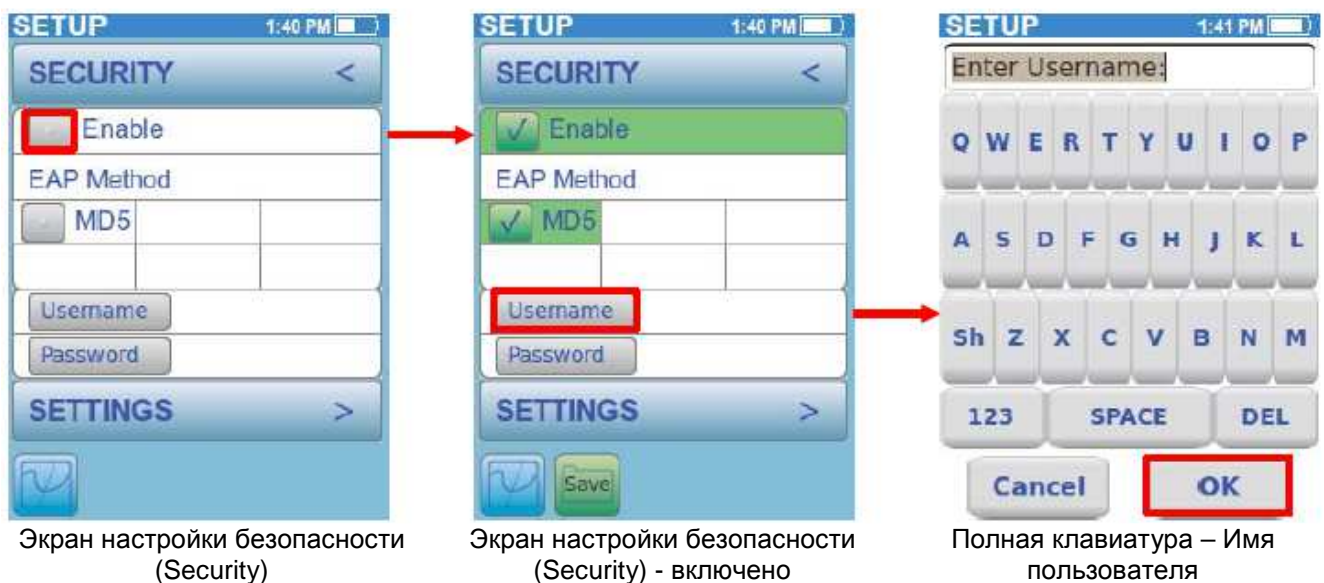 SETUP 1:40 PM
SECURITY <
Enable
EAP Method
MD5
Username
Password
SETTINGS >
Экран настройки безопасности
(Security)
SETUP 1:40 PM
SECURITY <
Enable
EAP Method
MD5
Username
Password
SETTINGS >
Save
Экран настройки безопасности
(Security) - включено
SETUP 1:41 PM
Enter Username:
Q W E R T Y U I O P
A S D F G H J K L
Sh Z X C V B N M
123 SPACE DEL
Cancel OK
Полная клавиатура – Имя
пользователя